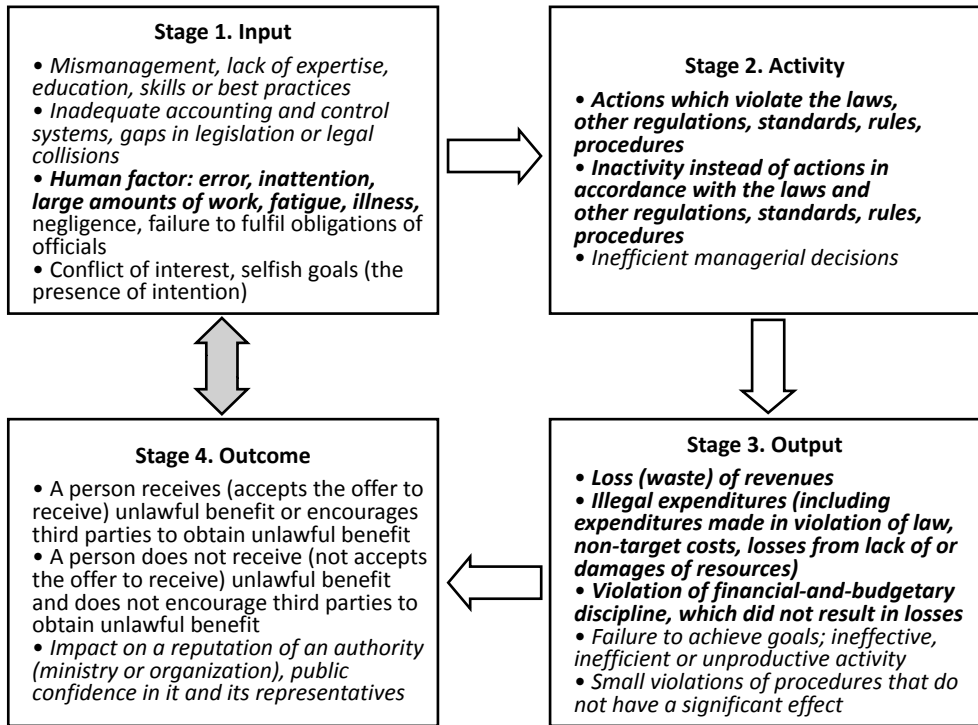 Stage 1. Input
• Mismanagement, lack of expertise,
education, skills or best practices
• Inadequate accounting and control
systems, gaps in legislation or legal
collisions
• Human factor: error, inattention,
large amounts of work, fatigue, illness,
negligence, failure to fulfil obligations of
officials
• Conflict of interest, selfish goals (the
presence of intention)
Stage 2. Activity
• Actions which violate the laws,
other regulations, standards, rules,
procedures
• Inactivity instead of actions in
accordance with the laws and
other regulations, standards, rules,
procedures
• Inefficient managerial decisions
Stage 3. Output
• Loss (waste) of revenues
• Illegal expenditures (including
expenditures made in violation of law,
non-target costs, losses from lack of or
damages of resources)
• Violation of financial-and-budgetary
discipline, which did not result in losses
• Failure to achieve goals; ineffective,
inefficient or unproductive activity
• Small violations of procedures that do
not have a significant effect
Stage 4. Outcome
• A person receives (accepts the offer to
receive) unlawful benefit or encourages
third parties to obtain unlawful benefit
• A person does not receive (not accepts
the offer to receive) unlawful benefit
and does not encourage third parties to
obtain unlawful benefit
• Impact on a reputation of an authority
(ministry or organization), public
confidence in it and its representatives